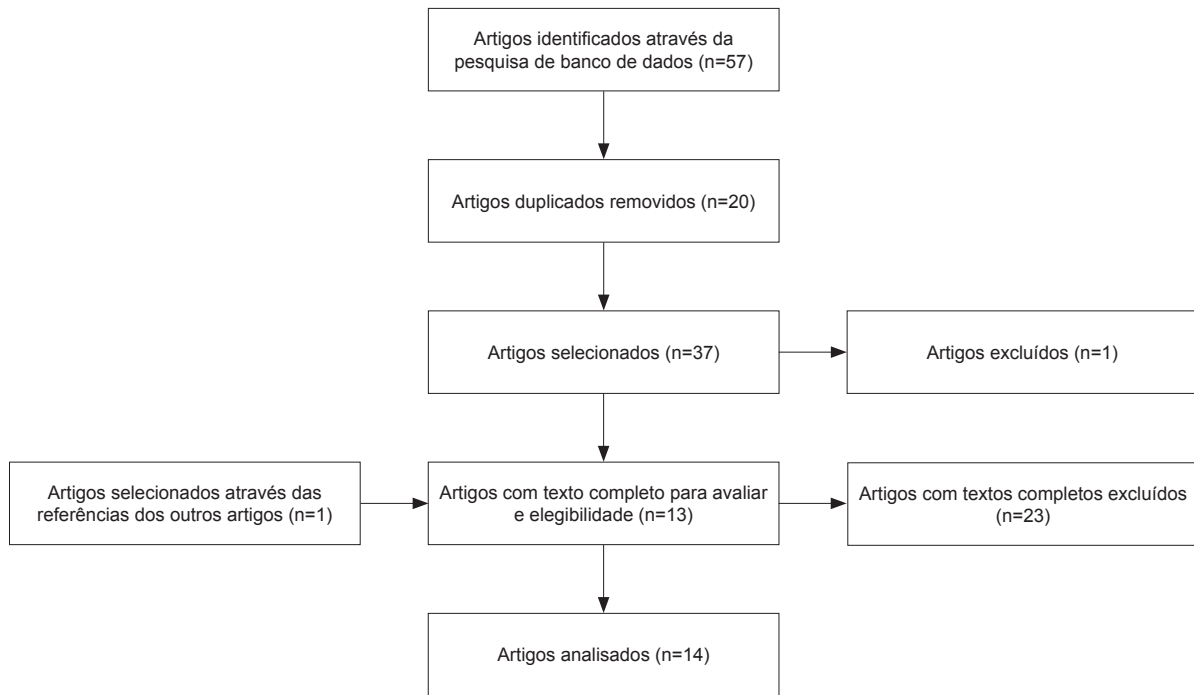 Artigos identificados através da
pesquisa de banco de dados (n=57)
Artigos duplicados removidos (n=20)
Artigos selecionados (n=37)
Artigos excluídos (n=1)
Artigos selecionados através das
referências dos outros artigos (n=1)
Artigos com texto completo para avaliar
e elegibilidade (n=13)
Artigos com textos completos excluídos
(n=23)
Artigos analisados (n=14)